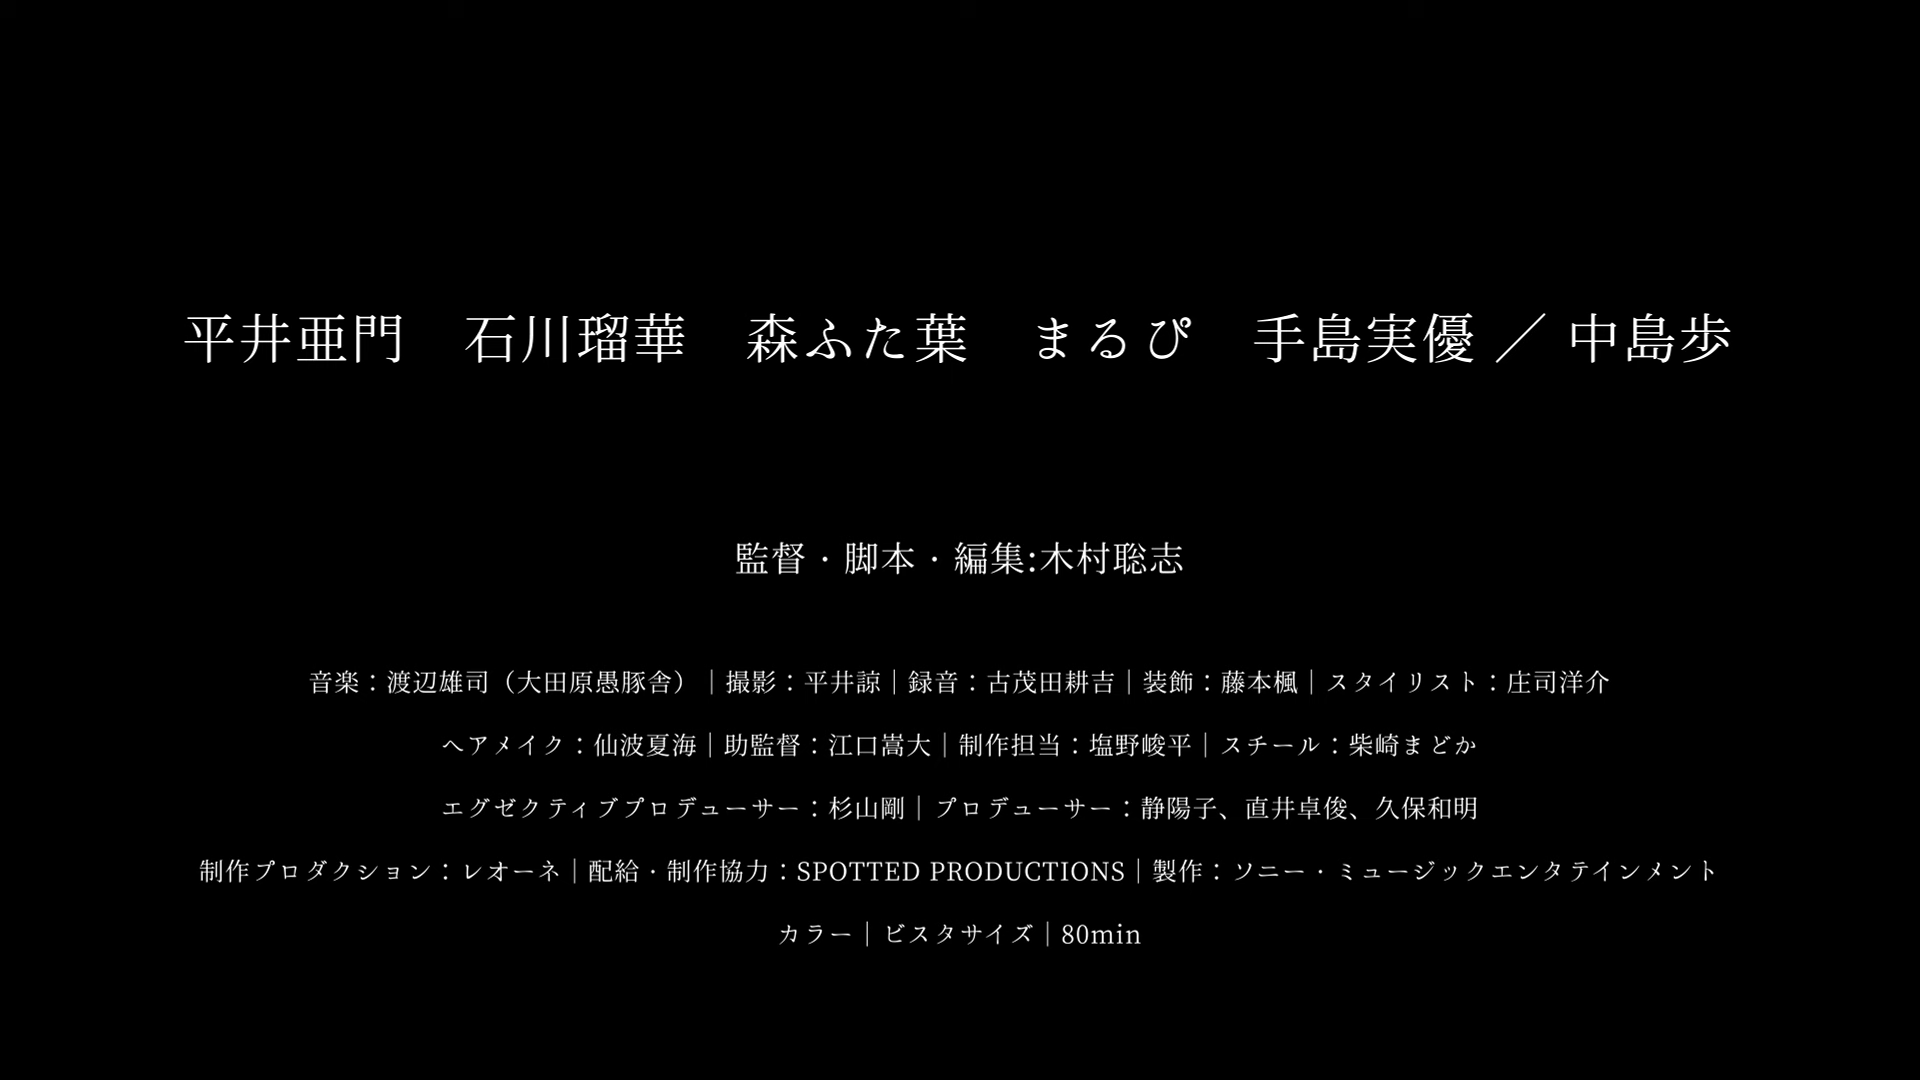 平井亜門　石川瑠華　森ふた葉　まるぴ　手島実優 ／ 中島歩
監督・脚本・編集:木村聡志
音楽：渡辺雄司（大田原愚豚舎）｜撮影：平井諒｜録音：古茂田耕吉｜装飾：藤本楓｜スタイリスト：庄司洋介
ヘアメイク：仙波夏海｜助監督：江口嵩大｜制作担当：塩野峻平｜スチール：柴崎まどか
エグゼクティブプロデューサー：杉山剛｜プロデューサー：静陽子、直井卓俊、久保和明
制作プロダクション：レオーネ｜配給・制作協力：SPOTTED PRODUCTIONS｜製作：ソニー・ミュージックエンタテインメント
カラー｜ビスタサイズ｜80min